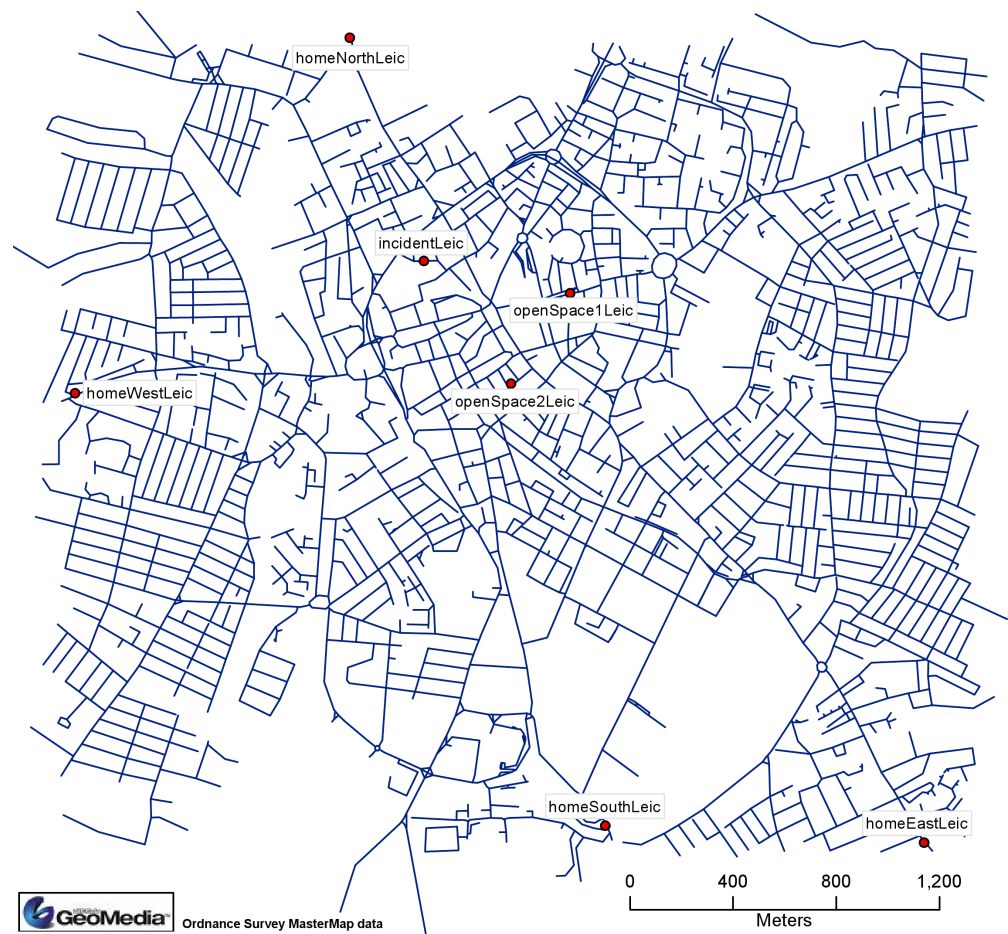 homeNorthLeic
incidentLeic
openSpace1Leic
homeWestLeic
openSpace2Leic
homeSouthLeic
homeEastLeic
0 400 800 1,200
Meters
GeoMedia
Ordnance Survey MasterMap data